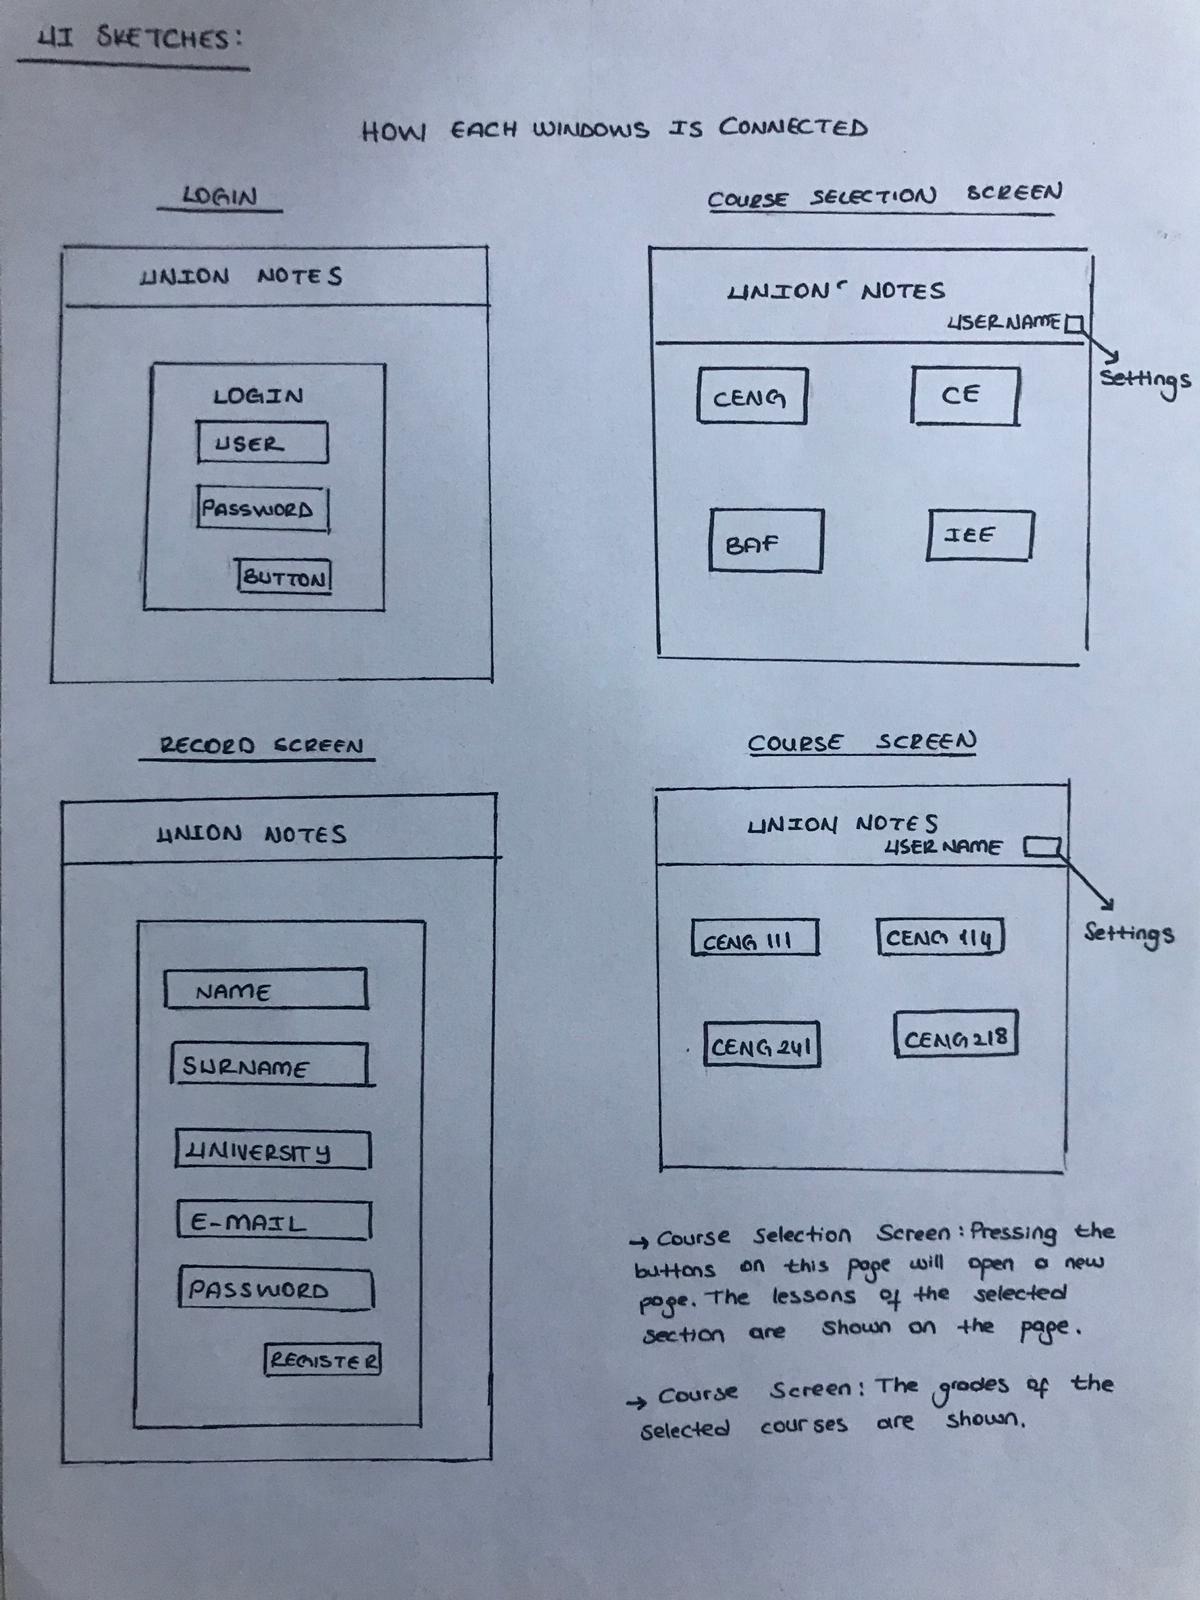 UI SKETCHES:
HOW EACH WINDOWS IS CONNECTED
LOGIN
UNION NOTES
LOGIN
USER
PASSWORD
BUTTON
COURSE SELECTION SCREEN
UNION NOTES
USERNAME
Settings
CENG
CE
BAF
IEE
RECORD SCREEN
UNION NOTES
NAME
SURNAME
UNIVERSITY
E-MAIL
PASSWORD
REGISTER
COURSE SCREEN
UNION NOTES
USERNAME
Settings
CENG 111
CENG 114
CENG 241
CENG 218
→ Course Selection Screen: Pressing the
buttons on this page will open a new
page. The lessons of the selected
section are shown on the page.
→ Course Screen: The grades of the
selected courses are shown.